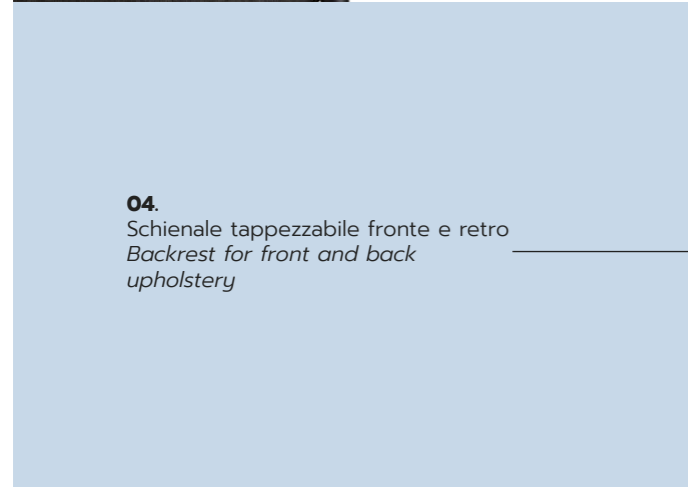 04.
Schienale tappezzabile fronte e retro
Backrest for front and back
upholstery